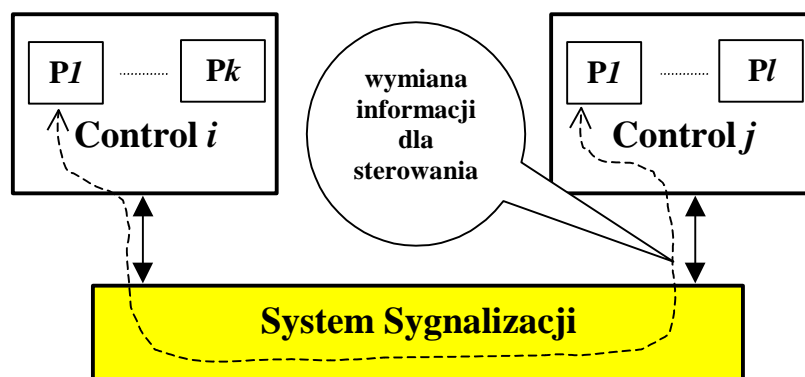 P1 ........... Pk
Control i
wymiana
informacji
dla
sterowania
P1 ........... Pl
Control j
System Sygnalizacji